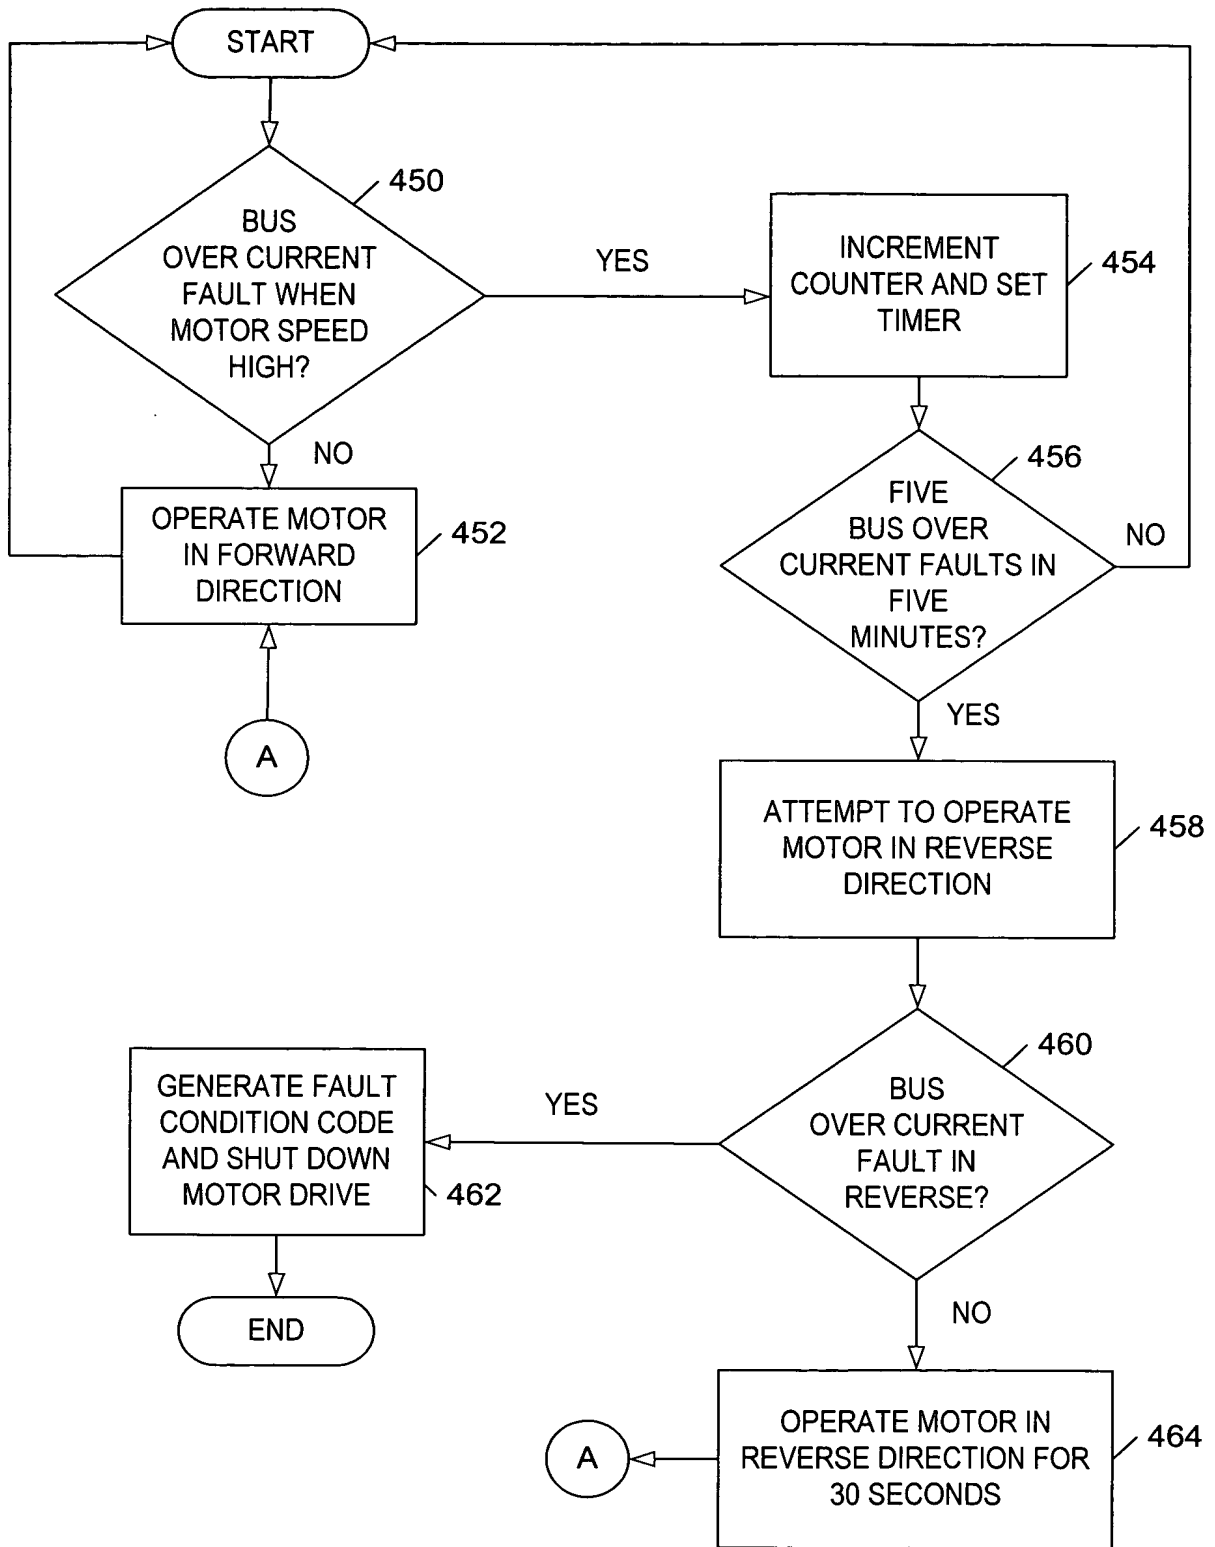 START
450
BUS
OVER CURRENT
FAULT WHEN
MOTOR SPEED
HIGH?
YES
INCREMENT
COUNTER AND SET
TIMER
454
NO
OPERATE MOTOR
IN FORWARD
DIRECTION
452
A
456
FIVE
BUS OVER
CURRENT FAULTS IN
FIVE
MINUTES?
NO
YES
ATTEMPT TO OPERATE
MOTOR IN REVERSE
DIRECTION
458
460
BUS
OVER CURRENT
FAULT IN
REVERSE?
YES
GENERATE FAULT
CONDITION CODE
AND SHUT DOWN
MOTOR DRIVE
462
END
NO
OPERATE MOTOR IN
REVERSE DIRECTION FOR
30 SECONDS
464
A